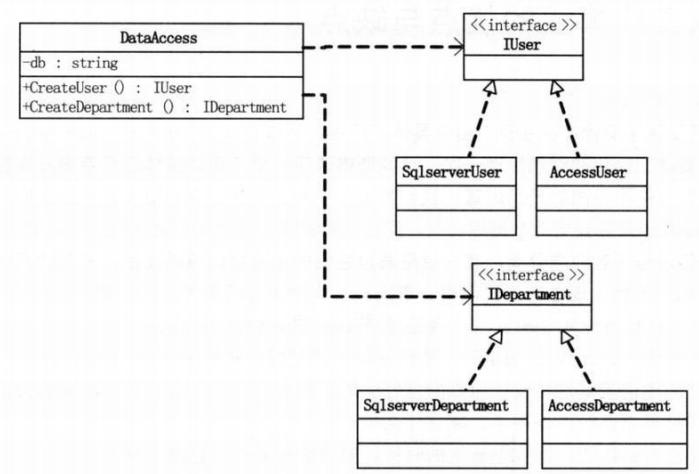 DataAccess
-db : string
+CreateUser () : IUser
+CreateDepartment () : IDepartment
<<interface>>
IUser
SqlserverUser
AccessUser
<<interface>>
IDepartment
SqlserverDepartment
AccessDepartment